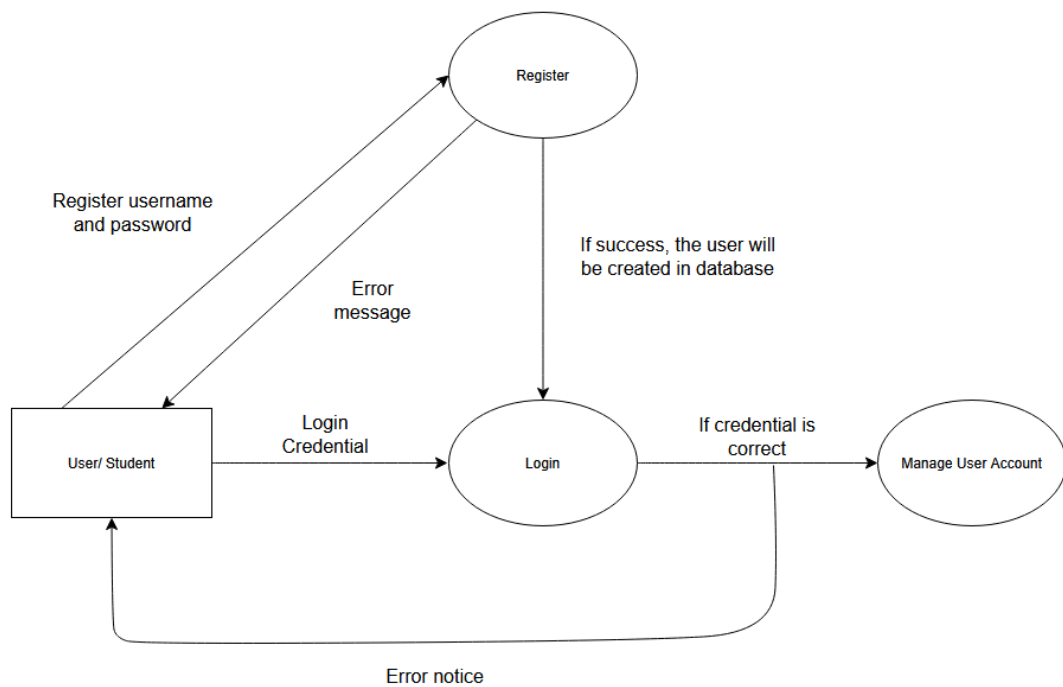 Register
Register username
and password
If success, the user will
be created in database
Error
message
Login
Credential
If credential is
correct
User/ Student
Login
Manage User Account
Error notice